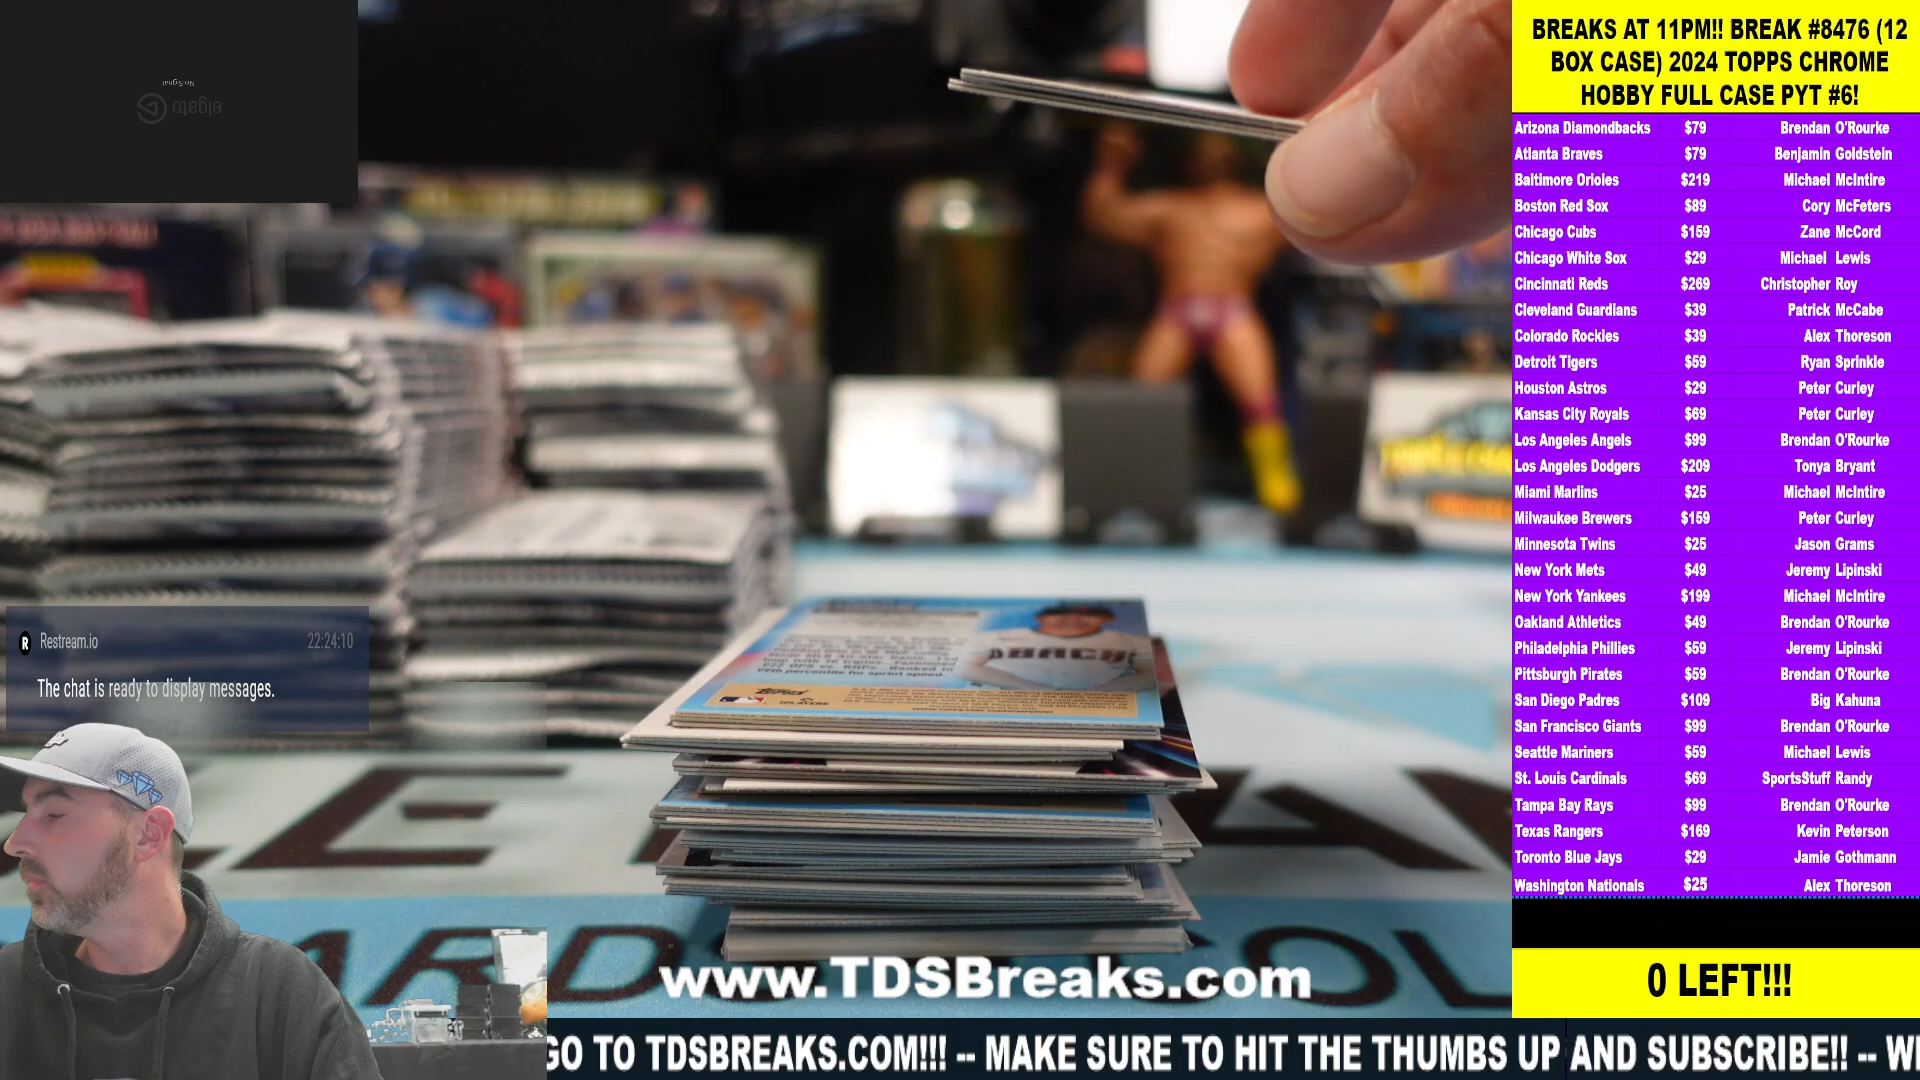 No Signal
elgato
BREAKS AT 11PM!! BREAK #8476 (12
BOX CASE) 2024 TOPPS CHROME
HOBBY FULL CASE PYT #6!
Arizona Diamondbacks $79 Brendan O'Rourke
Atlanta Braves $79 Benjamin Goldstein
Baltimore Orioles $219 Michael McIntire
Boston Red Sox $89 Cory McFeters
Chicago Cubs $159 Zane McCord
Chicago White Sox $29 Michael Lewis
Cincinnati Reds $269 Christopher Roy
Cleveland Guardians $39 Patrick McCabe
Colorado Rockies $39 Alex Thoreson
Detroit Tigers $59 Ryan Sprinkle
Houston Astros $29 Peter Curley
Kansas City Royals $69 Peter Curley
Los Angeles Angels $99 Brendan O'Rourke
Los Angeles Dodgers $209 Tonya Bryant
Miami Marlins $25 Michael McIntire
Milwaukee Brewers $159 Peter Curley
Minnesota Twins $25 Jason Grams
New York Mets $49 Jeremy Lipinski
New York Yankees $199 Michael McIntire
Oakland Athletics $49 Brendan O'Rourke
Philadelphia Phillies $59 Jeremy Lipinski
Pittsburgh Pirates $59 Brendan O'Rourke
San Diego Padres $109 Big Kahuna
San Francisco Giants $99 Brendan O'Rourke
Seattle Mariners $59 Michael Lewis
St. Louis Cardinals $69 SportsStuff Randy
Tampa Bay Rays $99 Brendan O'Rourke
Texas Rangers $169 Kevin Peterson
Toronto Blue Jays $29 Jamie Gothmann
Washington Nationals $25 Alex Thoreson
0 LEFT!!!
R Restream.io 22:24:10
The chat is ready to display messages.
topps
www.TDSBreaks.com
GO TO TDSBREAKS.COM!!! -- MAKE SURE TO HIT THE THUMBS UP AND SUBSCRIBE!! --